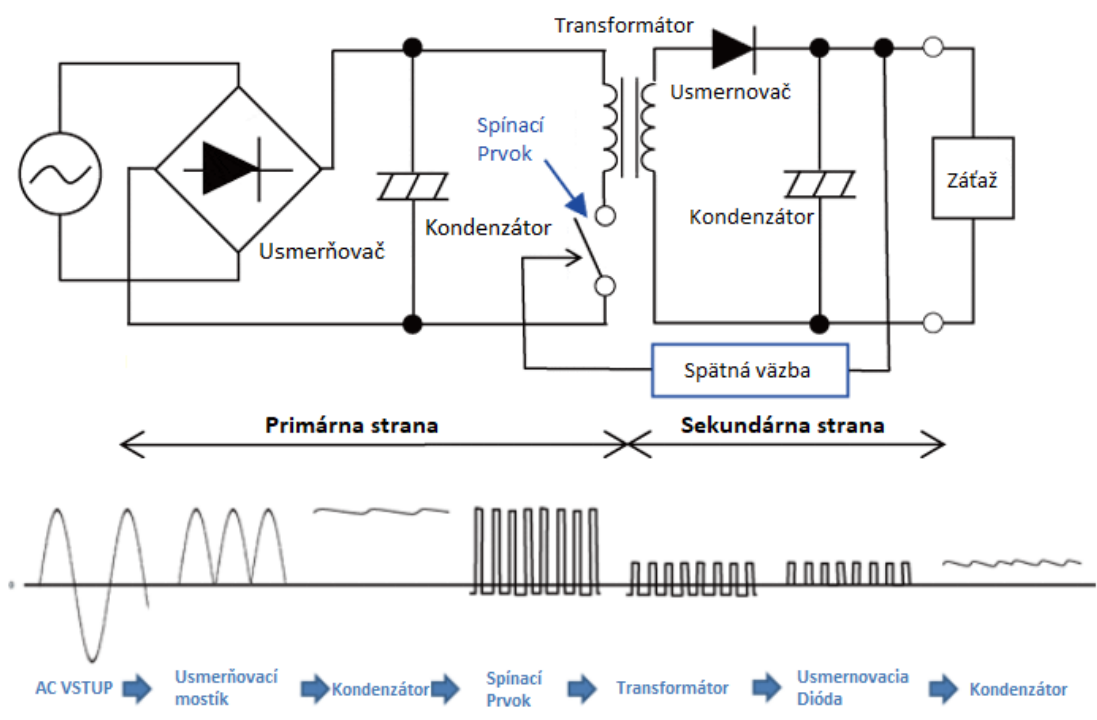 Transformátor
Usmernovač
Spínací
Prvok
Záťaž
Kondenzátor
Kondenzátor
Usmerňovač
Spätná väzba
Primárna strana
Sekundárna strana
0
AC VSTUP
Usmerňovací
mostík
Kondenzátor
Spínací
Prvok
Transformátor
Usmernovacia
Dióda
Kondenzátor